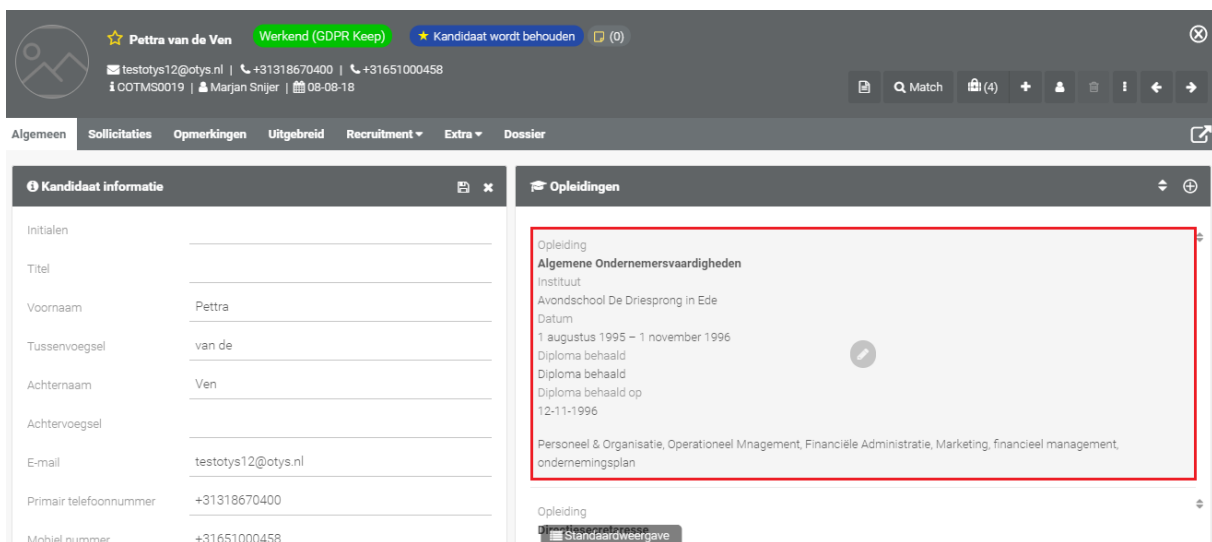 Pettra van de Ven Werkend (GDPR Keep) Kandidaat wordt behouden (0)
testotys12@otys.nl | +31318670400 | +31651000458
COTMS0019 | Marjan Snijer | 08-08-18
Match (4)
Algemeen Sollicitaties Opmerkingen Uitgebreid Recruitment Extra Dossier
Kandidaat informatie
Initialen
Titel
Voornaam Pettra
Tussenvoegsel van de
Achternaam Ven
Achtervoegsel
E-mail testotys12@otys.nl
Primair telefoonnummer +31318670400
Mobiel nummer +31651000458
Opleidingen
Opleiding
Algemene Ondernemersvaardigheden
Instituut
Avondschool De Driesprong in Ede
Datum
1 augustus 1995 – 1 november 1996
Diploma behaald
Diploma behaald
Diploma behaald op
12-11-1996
Personeel & Organisatie, Operationeel Mnagement, Financiële Administratie, Marketing, financieel management,
ondernemingsplan
Opleiding
Directiesecretaresse
Standaardweergave